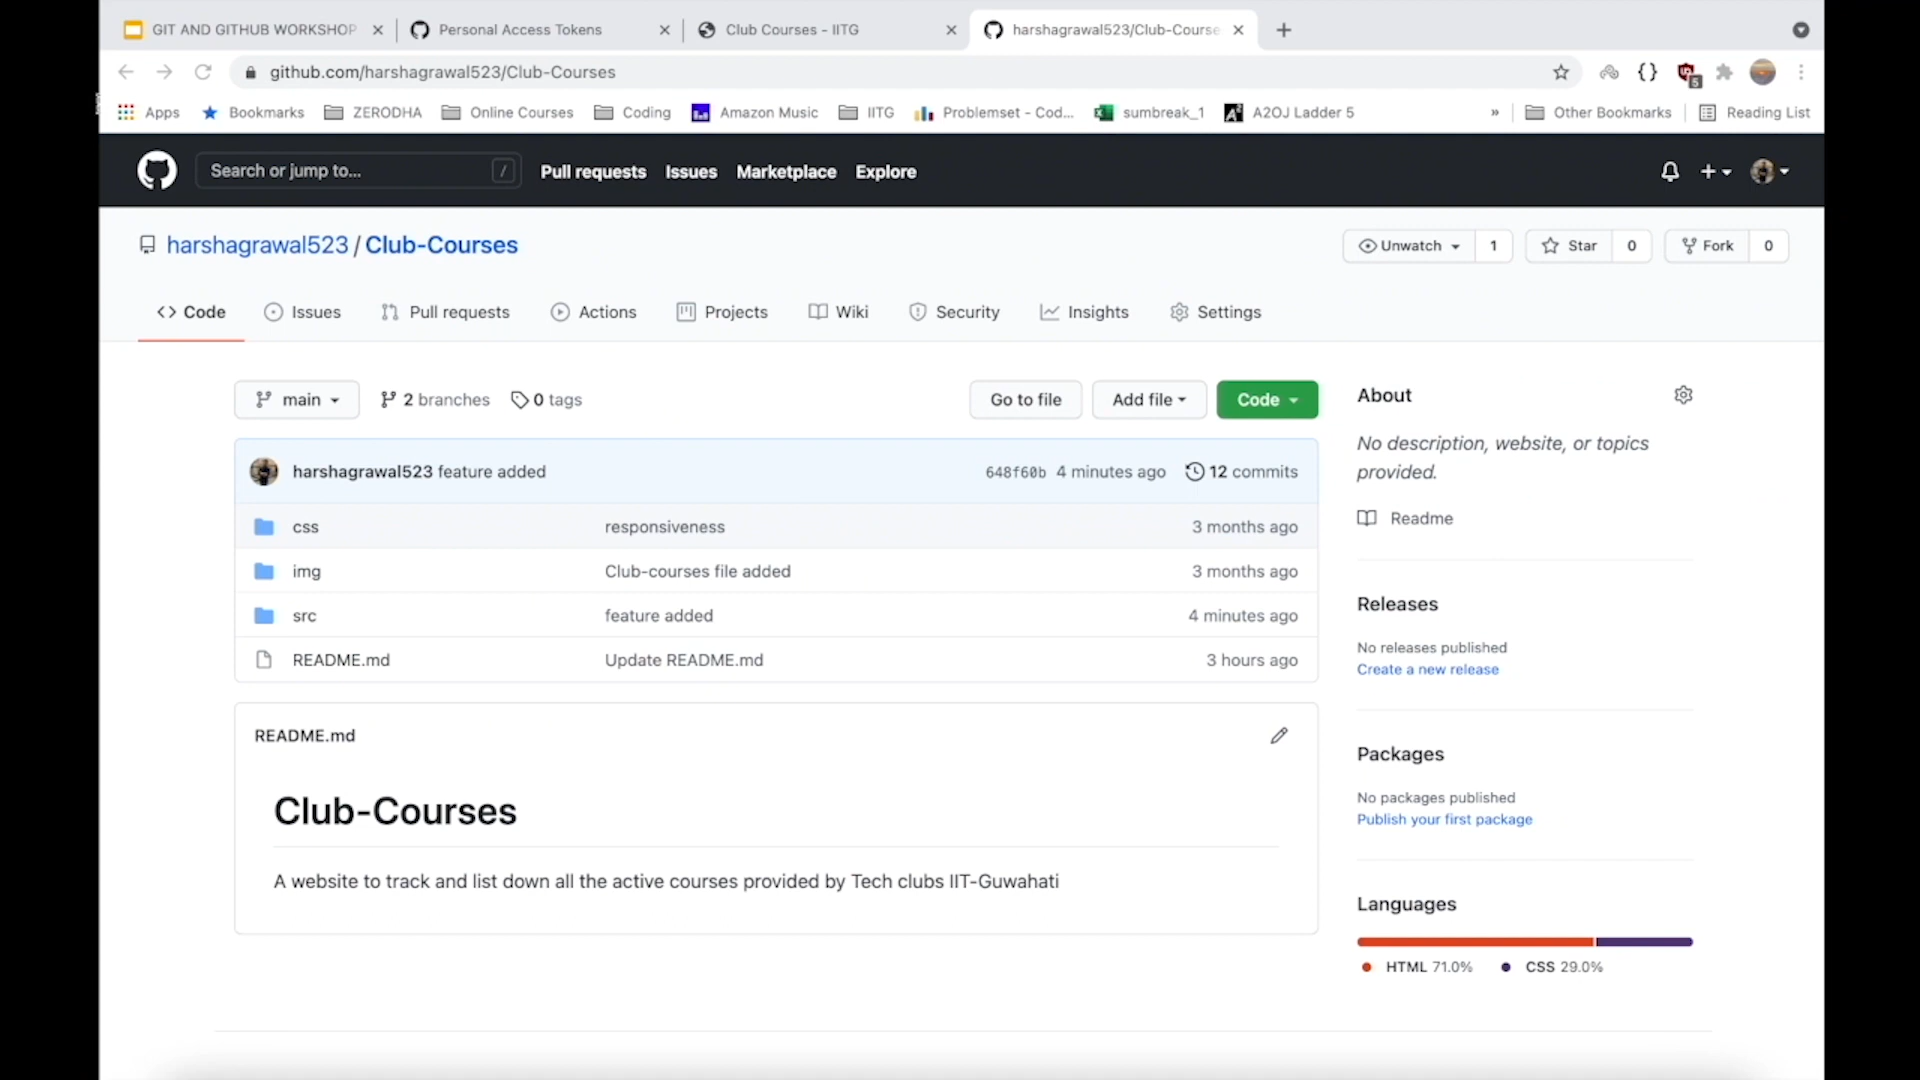 GIT AND GITHUB WORKSHOP
Personal Access Tokens
Club Courses - IITG
harshagrawal523/Club-Course
github.com/harshagrawal523/Club-Courses
5
Apps
Bookmarks
ZERODHA
Online Courses
Coding
Amazon Music
IITG
Problemset - Cod...
sumbreak_1
A2OJ Ladder 5
»
Other Bookmarks
Reading List
Search or jump to...
/
Pull requests
Issues
Marketplace
Explore
harshagrawal523 / Club-Courses
Unwatch
1
Star
0
Fork
0
Code
Issues
Pull requests
Actions
Projects
Wiki
Security
Insights
Settings
main
2 branches
0 tags
Go to file
Add file
Code
harshagrawal523 feature added
648f60b 4 minutes ago
12 commits
css responsiveness 3 months ago
img Club-courses file added 3 months ago
src feature added 4 minutes ago
README.md Update README.md 3 hours ago
README.md
Club-Courses
A website to track and list down all the active courses provided by Tech clubs IIT-Guwahati
About
No description, website, or topics
provided.
Readme
Releases
No releases published
Create a new release
Packages
No packages published
Publish your first package
Languages
HTML 71.0%
CSS 29.0%